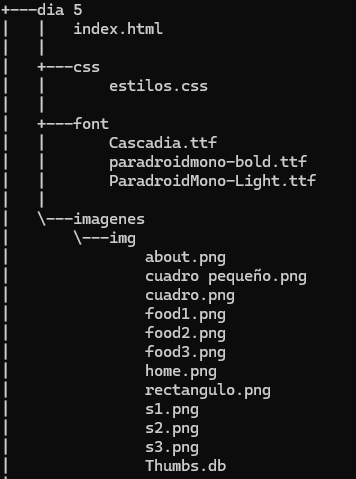 +---dia 5
|   |   index.html
|   |
|   +---css
|   |       estilos.css
|   |
|   +---font
|   |       Cascadia.ttf
|   |       paradroidmono-bold.ttf
|   |       ParadroidMono-Light.ttf
|   |
|   \---imagenes
|       \---img
|               about.png
|               cuadro pequeño.png
|               cuadro.png
|               food1.png
|               food2.png
|               food3.png
|               home.png
|               rectangulo.png
|               s1.png
|               s2.png
|               s3.png
|               Thumbs.db